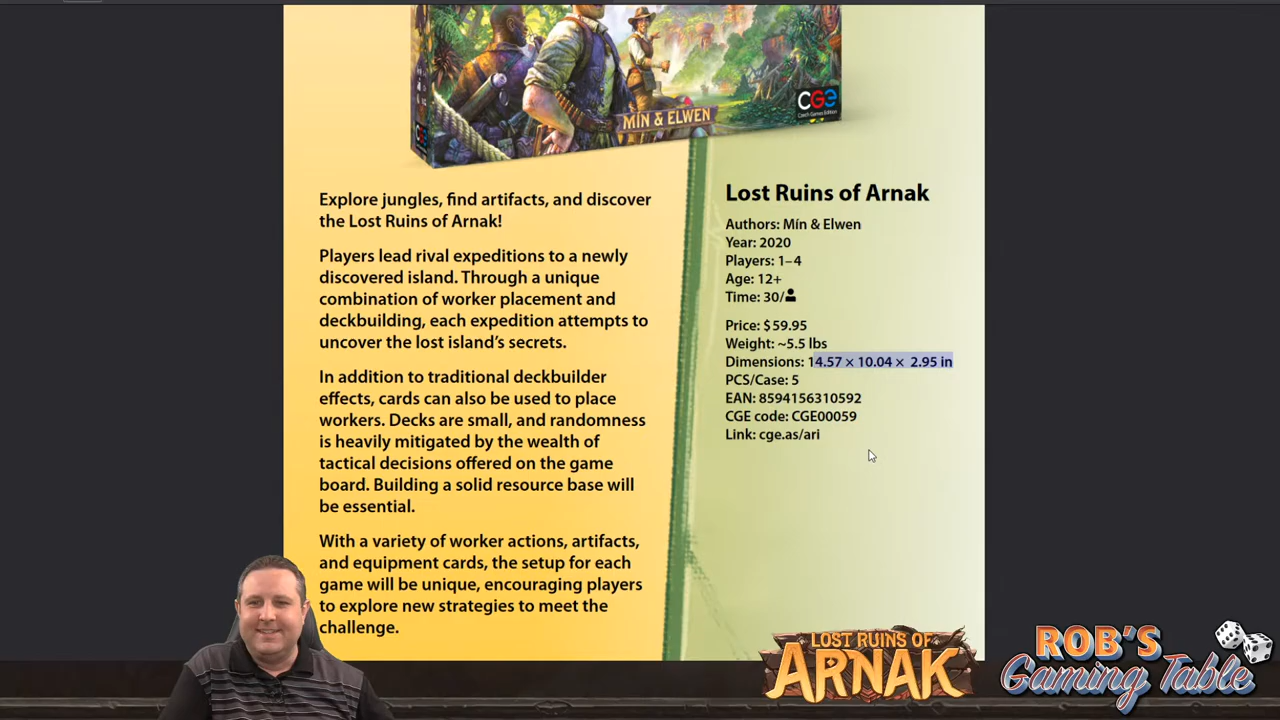 MÍN & ELWEN
CGE
Czech Games Edition
CGE
Explore jungles, find artifacts, and discover
the Lost Ruins of Arnak!
Players lead rival expeditions to a newly
discovered island. Through a unique
combination of worker placement and
deckbuilding, each expedition attempts to
uncover the lost island's secrets.
In addition to traditional deckbuilder
effects, cards can also be used to place
workers. Decks are small, and randomness
is heavily mitigated by the wealth of
tactical decisions offered on the game
board. Building a solid resource base will
be essential.
With a variety of worker actions, artifacts,
and equipment cards, the setup for each
game will be unique, encouraging players
to explore new strategies to meet the
challenge.
Lost Ruins of Arnak
Authors: Mín & Elwen
Year: 2020
Players: 1–4
Age: 12+
Time: 30/
Price: $59.95
Weight: ~5.5 lbs
Dimensions: 14.57 × 10.04 × 2.95 in
PCS/Case: 5
EAN: 8594156310592
CGE code: CGE00059
Link: cge.as/ari
LOST RUINS OF
ARNAK
ROB'S
Gaming Table